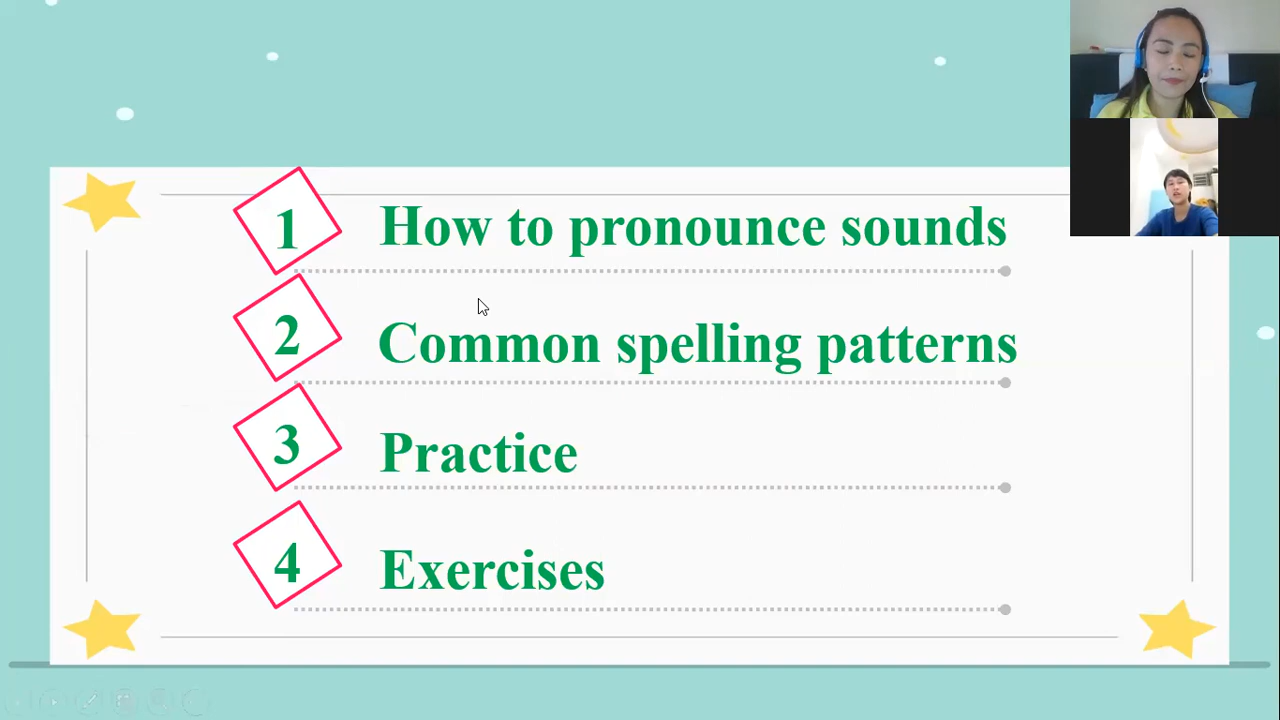 1 How to pronounce sounds
2 Common spelling patterns
3 Practice
4 Exercises